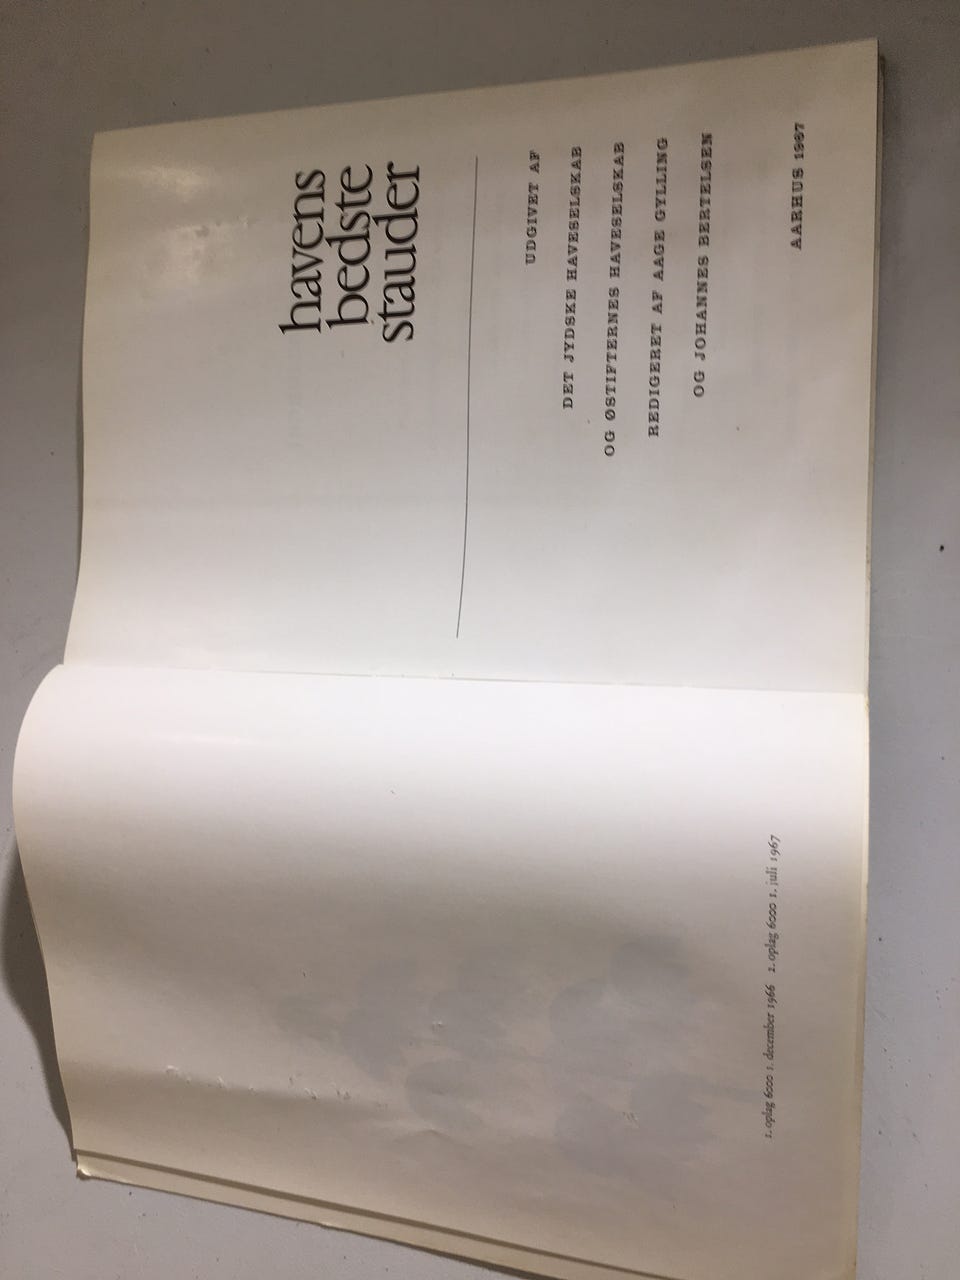 1. oplag 6000 1. december 1966 2. oplag 6000 1. juli 1967
havens
bedste
stauder
UDGIVET AF
DET JYDSKE HAVESELSKAB
OG ØSTIFTERNES HAVESELSKAB
REDIGERET AF AAGE GYLLING
OG JOHANNES BERTELSEN
AARHUS 1967